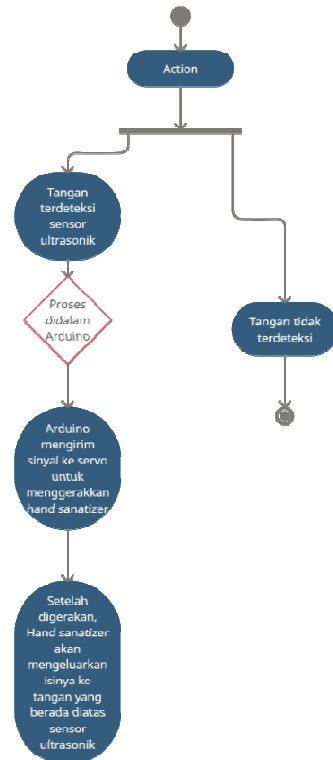 Action
Tangan
terdeteksi
sensor
ultrasonik
Proses
didalam
Arduino
Tangan tidak
terdeteksi
Arduino
mengirim
sinyal ke servo
untuk
menggerakkan
hand sanatizer
Setelah
digerakan,
Hand sanatizer
akan
mengeluarkan
isinya ke
tangan yang
berada diatas
sensor
ultrasonik